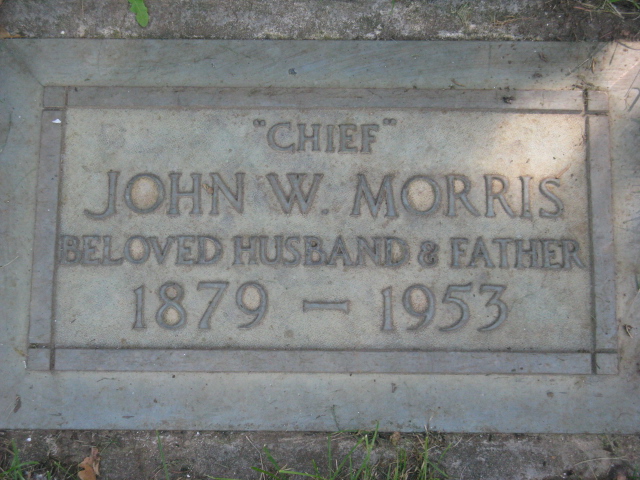 "CHIEF"
JOHN W. MORRIS
BELOVED HUSBAND & FATHER
1879 — 1953